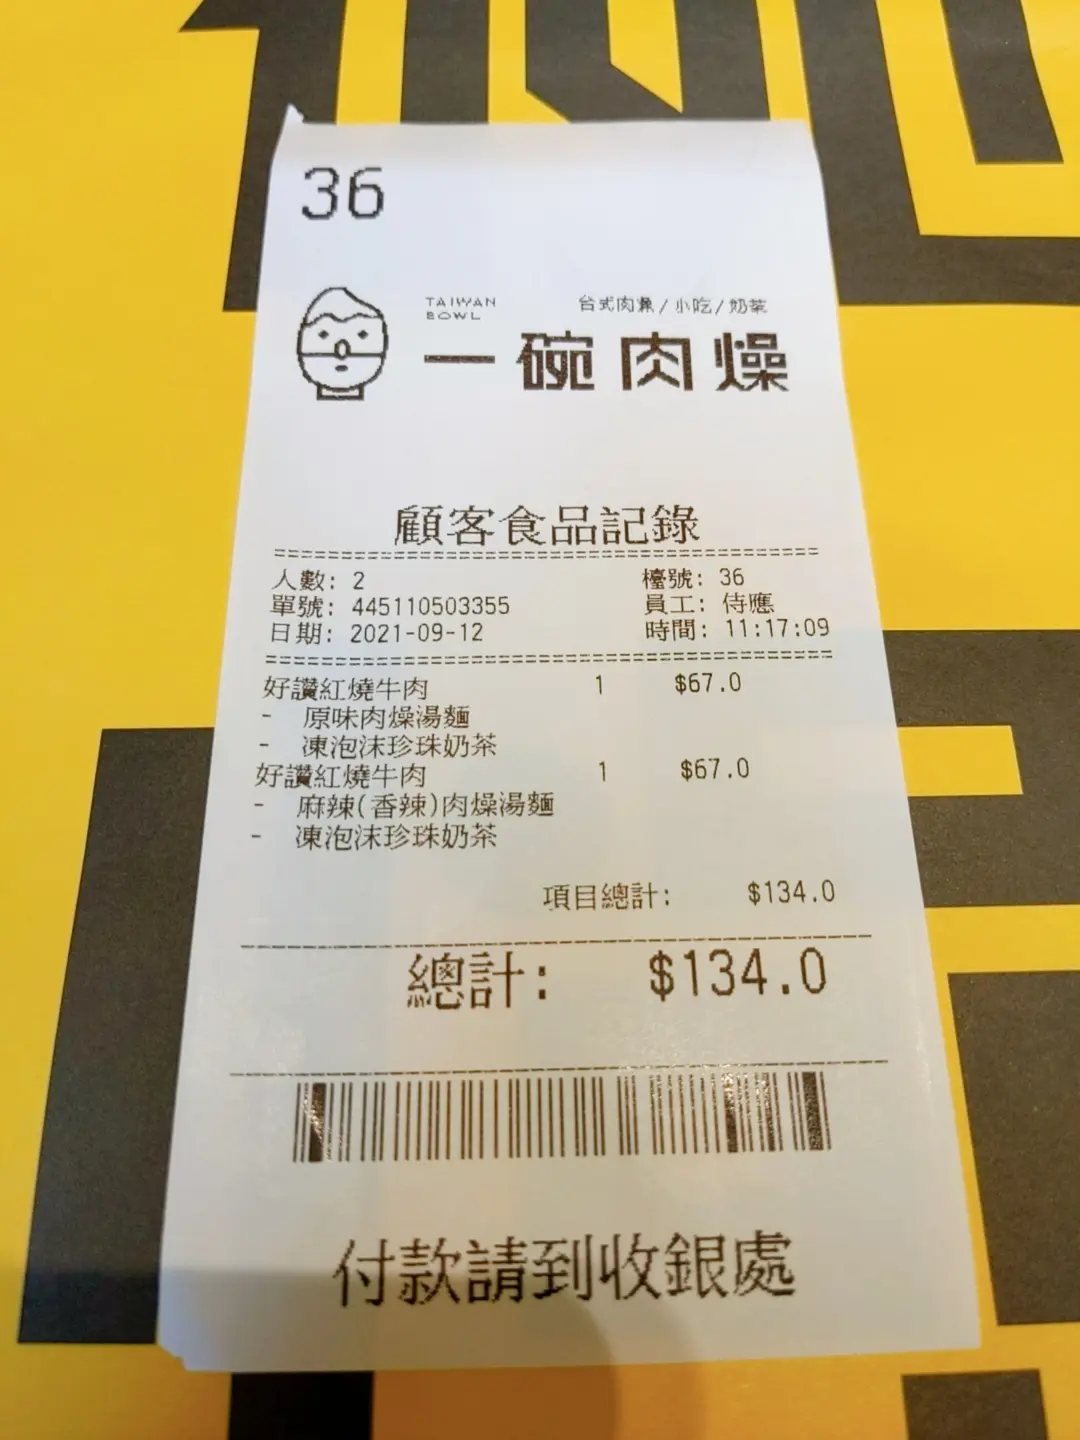 36
TAIWAN
BOWL
台式肉燥/小吃/奶茶
一碗肉燥
顧客食品記錄
人數: 2 檯號: 36
單號: 445110503355 員工: 侍應
日期: 2021-09-12 時間: 11:17:09
好讚紅燒牛肉 1 $67.0
- 原味肉燥湯麵
- 凍泡沫珍珠奶茶
好讚紅燒牛肉 1 $67.0
- 麻辣(香辣)肉燥湯麵
- 凍泡沫珍珠奶茶
項目總計: $134.0
總計: $134.0
付款請到收銀處